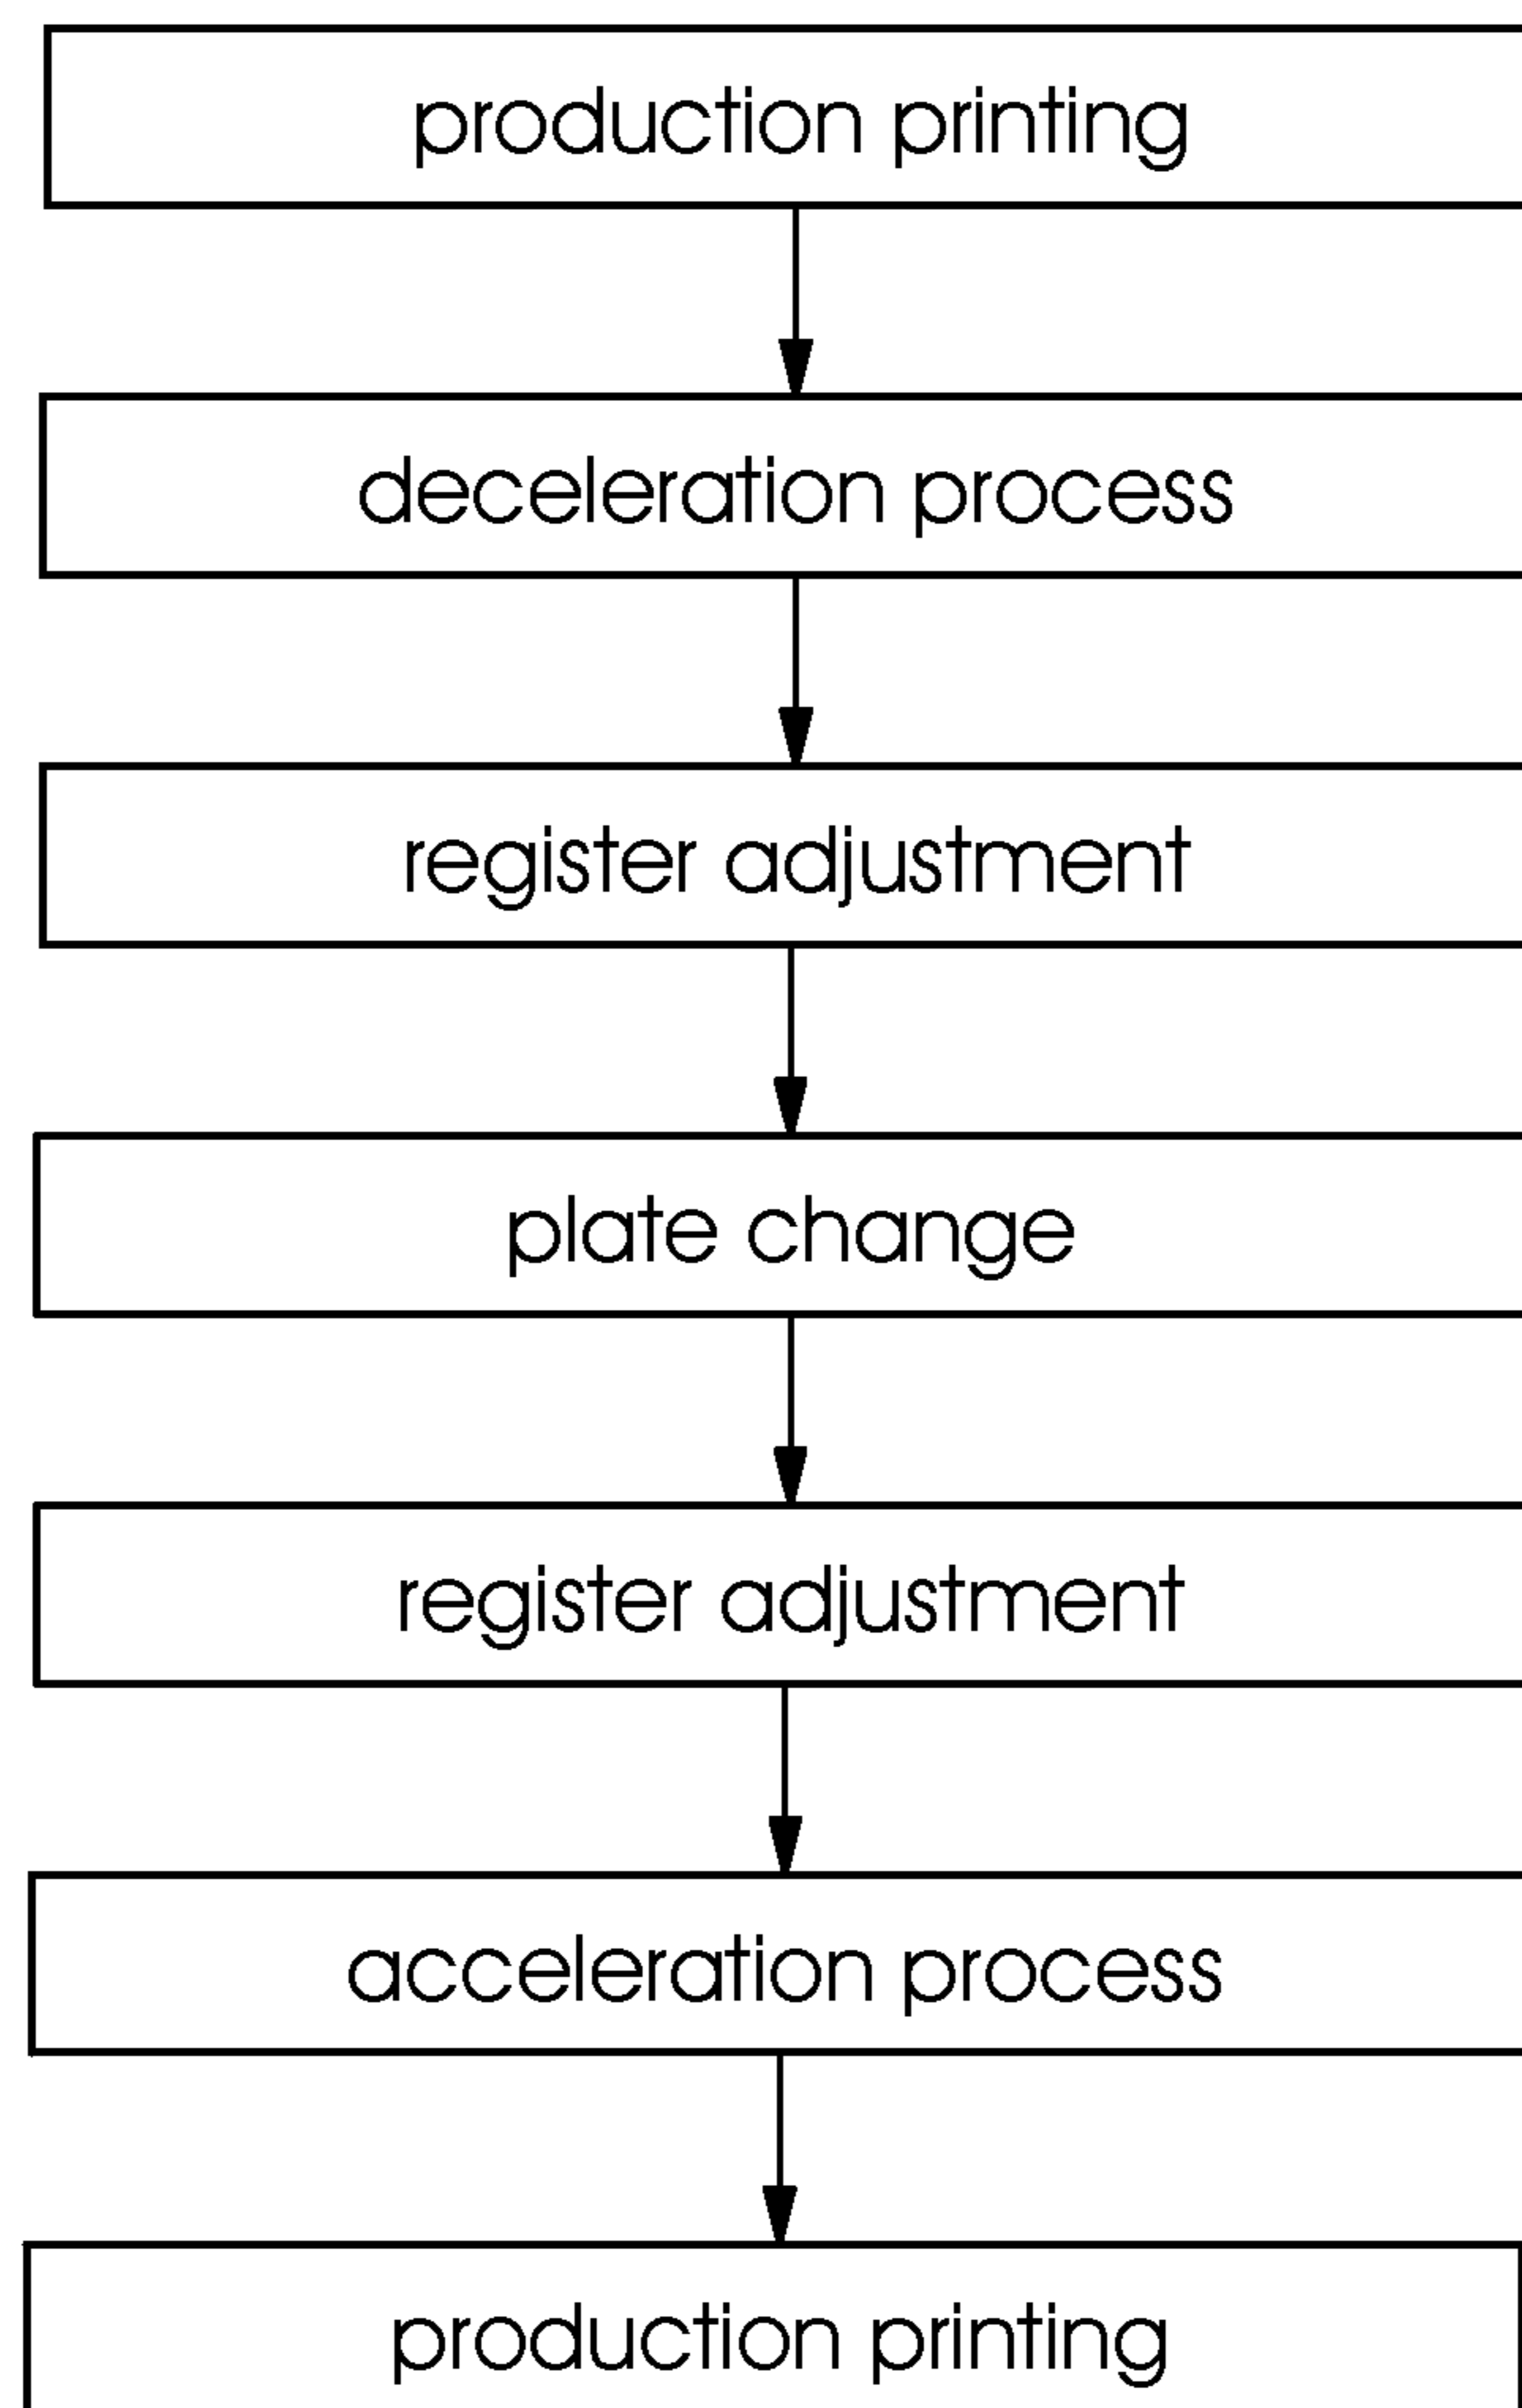 production printing
deceleration process
register adjustment
plate change
register adjustment
acceleration process
production printing